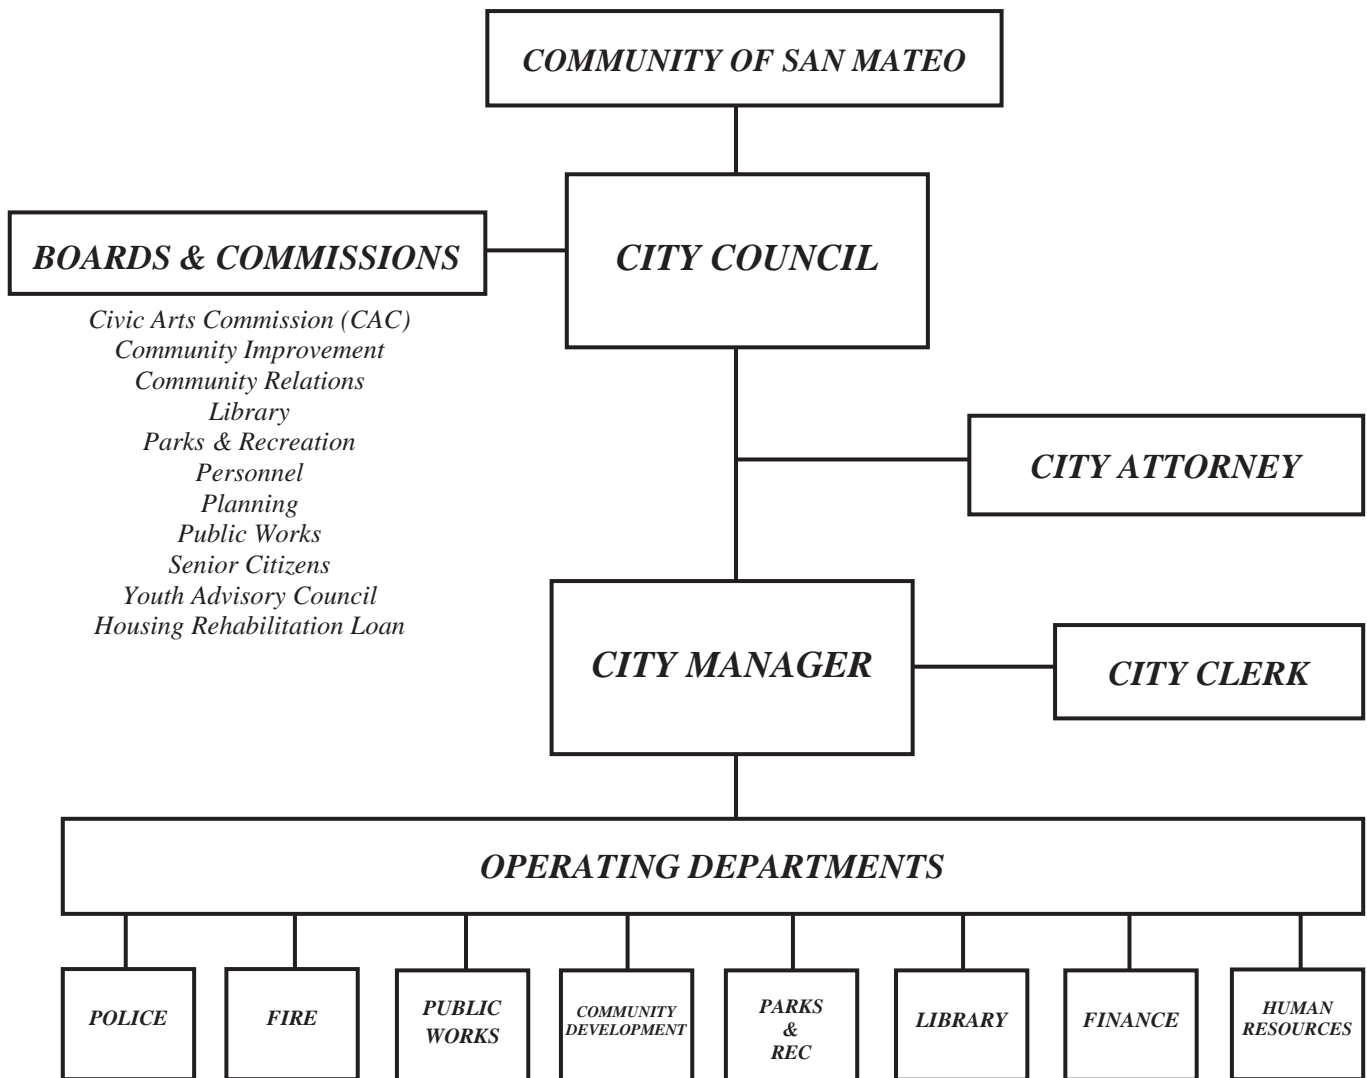 COMMUNITY OF SAN MATEO
CITY COUNCIL
BOARDS & COMMISSIONS
Civic Arts Commission (CAC)
Community Improvement
Community Relations
Library
Parks & Recreation
Personnel
Planning
Public Works
Senior Citizens
Youth Advisory Council
Housing Rehabilitation Loan
CITY ATTORNEY
CITY MANAGER
CITY CLERK
OPERATING DEPARTMENTS
POLICE
FIRE
PUBLIC
WORKS
COMMUNITY
DEVELOPMENT
PARKS
&
REC
LIBRARY
FINANCE
HUMAN
RESOURCES